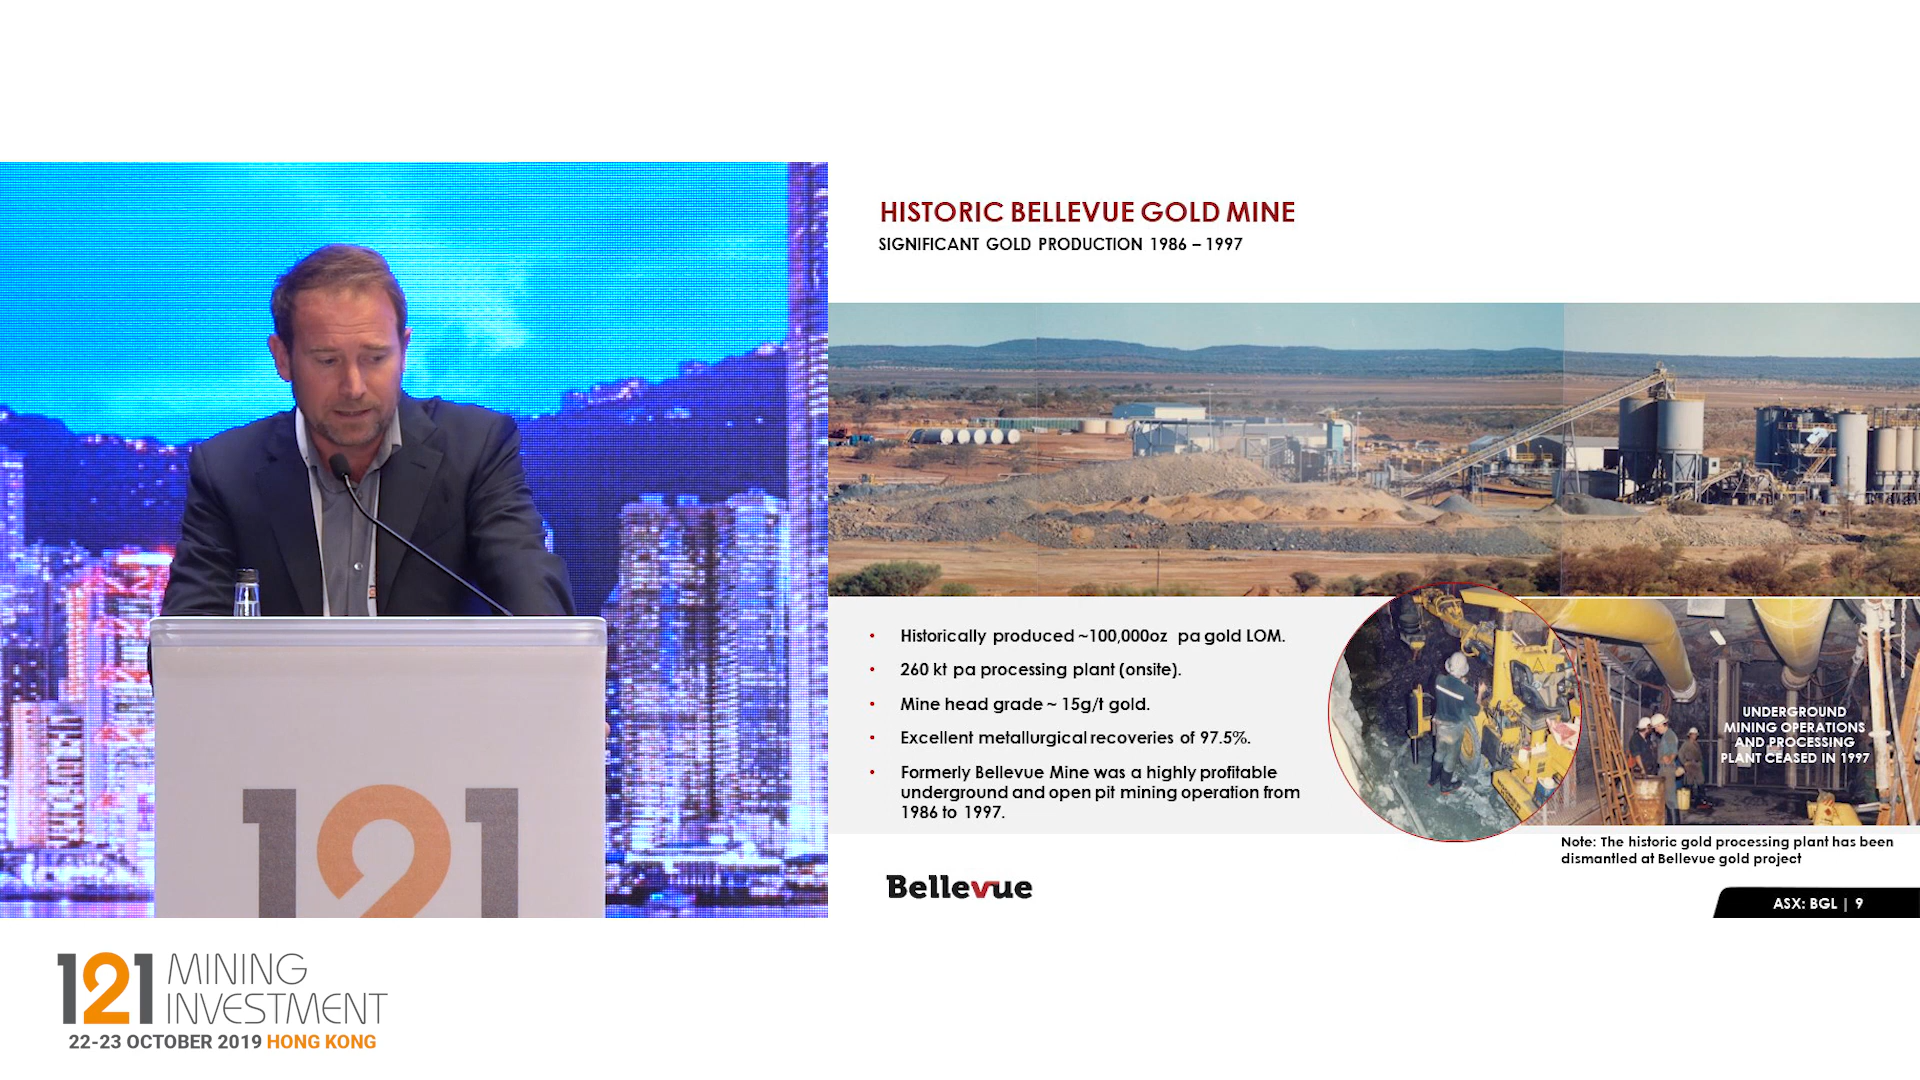 HISTORIC BELLEVUE GOLD MINE
SIGNIFICANT GOLD PRODUCTION 1986 – 1997
• Historically produced ~100,000oz pa gold LOM.
• 260 kt pa processing plant (onsite).
• Mine head grade ~ 15g/t gold.
• Excellent metallurgical recoveries of 97.5%.
• Formerly Bellevue Mine was a highly profitable
underground and open pit mining operation from
1986 to 1997.
UNDERGROUND
MINING OPERATIONS
AND PROCESSING
PLANT CEASED IN 1997
Note: The historic gold processing plant has been
dismantled at Bellevue gold project
Bellevue
ASX: BGL | 9
121
121 MINING
INVESTMENT
22-23 OCTOBER 2019 HONG KONG